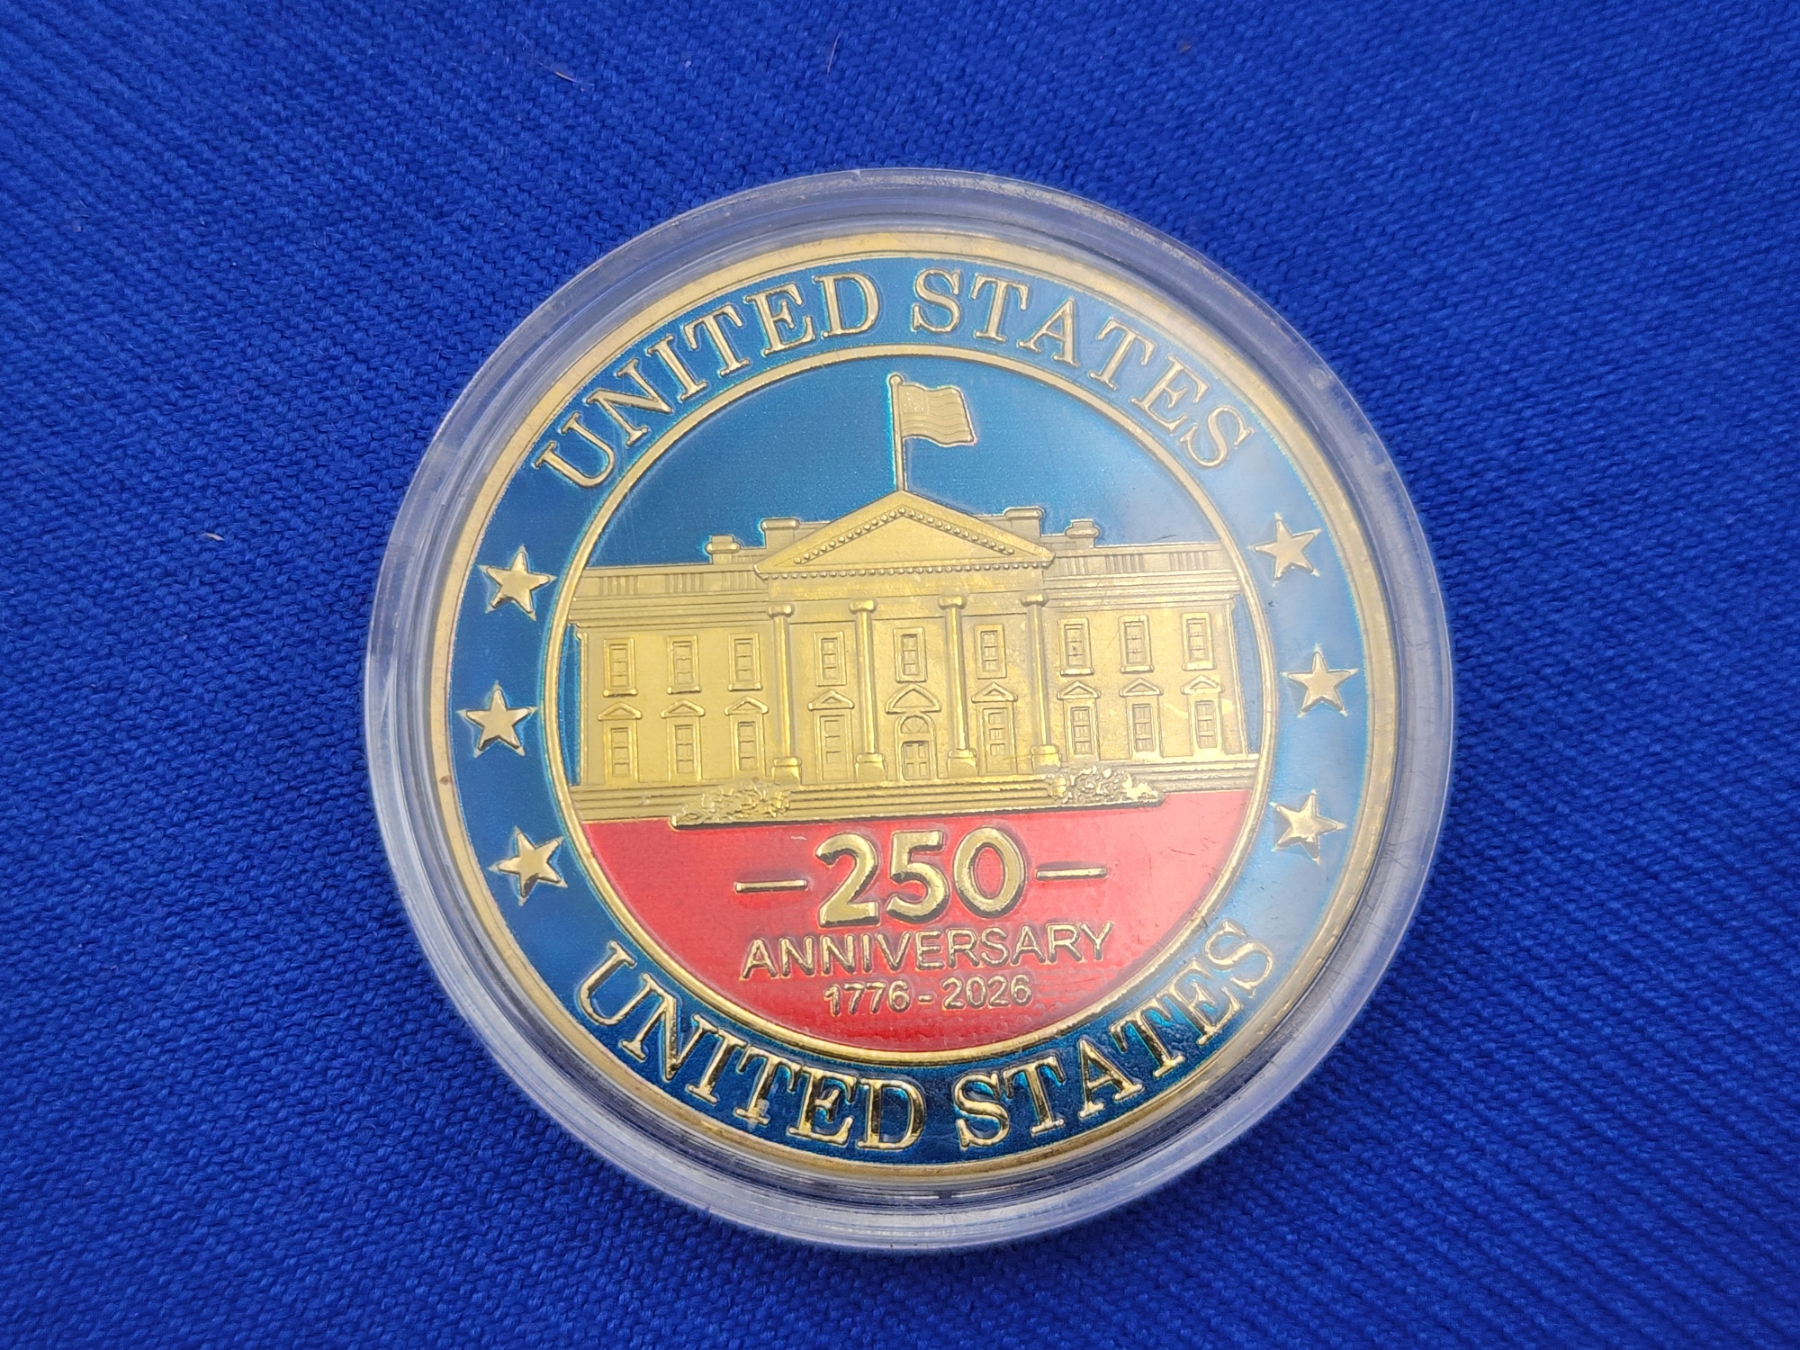 UNITED STATES
250
ANNIVERSARY
1776 - 2026
UNITED STATES